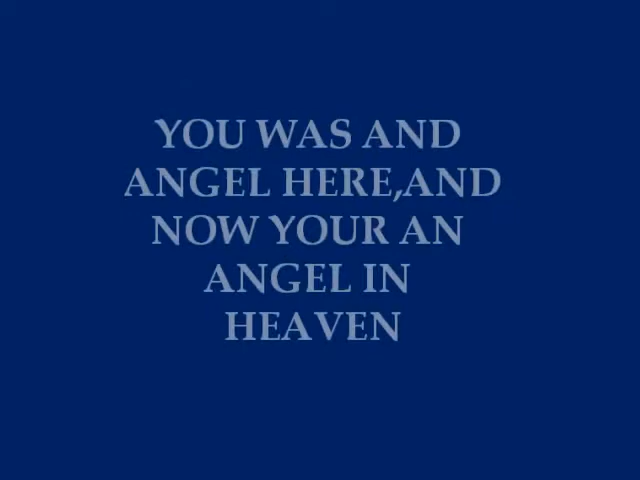 YOU WAS AND
ANGEL HERE,AND
NOW YOUR AN
ANGEL IN
HEAVEN